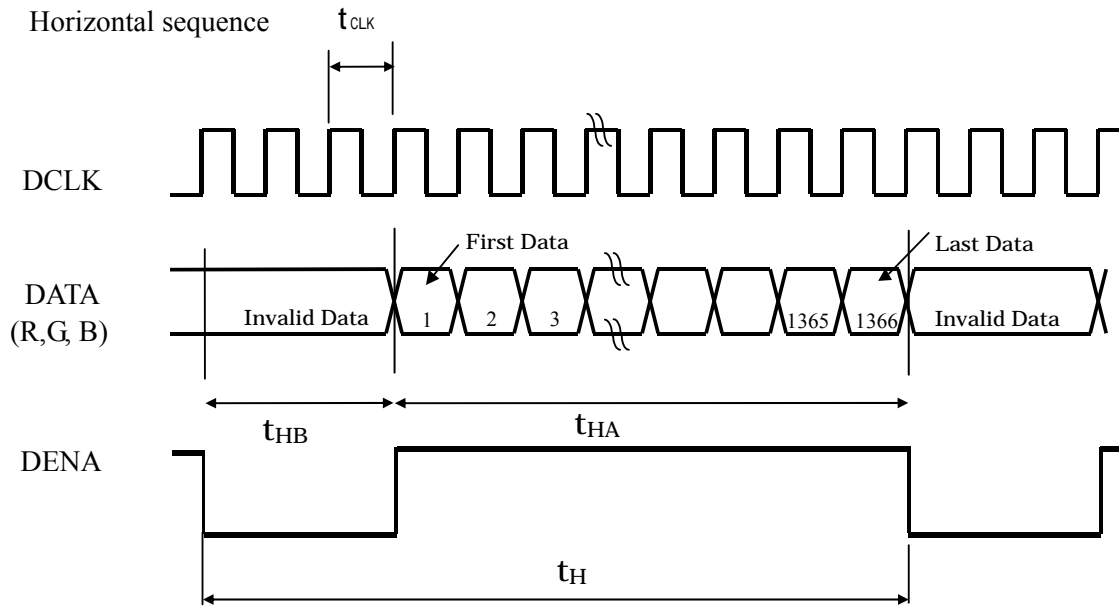 Horizontal sequence
tCLK
DCLK
First Data
Last Data
DATA
(R,G, B)
Invalid Data
1
2
3
1365
1366
Invalid Data
tHB
tHA
DENA
tH